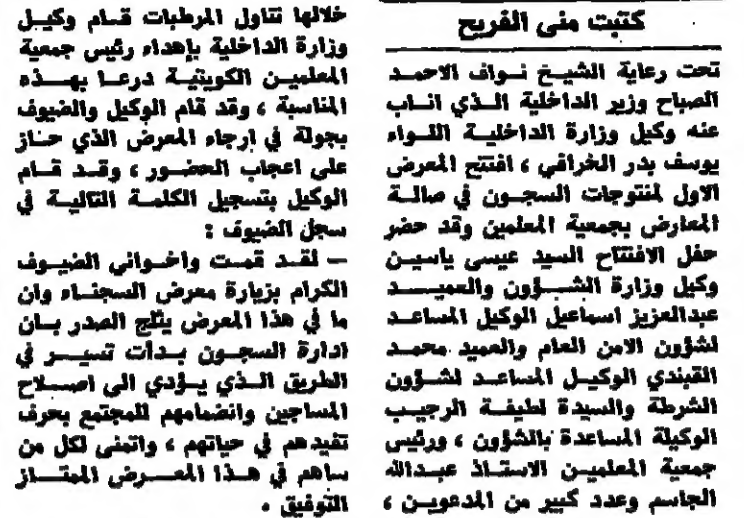 كتبت منى الفريح
تحت رعاية الشيخ نواف الاحمد
الصباح وزير الداخلية الذي اناب
عنه وكيل وزارة الداخلية اللواء
يوسف بدر الخرافي ، افتتح المعرض
الاول لمنتوجات السجون في صالة
المعارض بجمعية المعلمين وقد حضر
حفل الافتتاح السيد عيسى ياسين
وكيل وزارة الشؤون والعميد
عبدالعزيز اسماعيل الوكيل المساعد
لشؤون الامن العام والعميد محمد
القبندي الوكيل المساعد لشؤون
الشرطة والسيدة لطيفة الرجيب
الوكيلة المساعدة بالشؤون ، ورئيس
جمعية المعلمين الاستاذ عبدالله
الجاسم وعدد كبير من المدعوين ،
خلالها تناول المرطبات قام وكيل
وزارة الداخلية بإهداء رئيس جمعية
المعلمين الكويتية درعا بهذه
المناسبة ، وقد قام الوكيل والضيوف
بجولة في ارجاء المعرض الذي حاز
على اعجاب الحضور ، وقد قام
الوكيل بتسجيل الكلمة التالية في
سجل الضيوف :
— لقد قمت واخواني الضيوف
الكرام بزيارة معرض السجناء وان
ما في هذا المعرض يثلج الصدر بان
ادارة السجون بدأت تسير في
الطريق الذي يؤدي الى اصلاح
المساجين وانضمامهم للمجتمع بحرف
تفيدهم في حياتهم ، واتمنى لكل من
ساهم في هذا المعرض الممتاز
التوفيق .